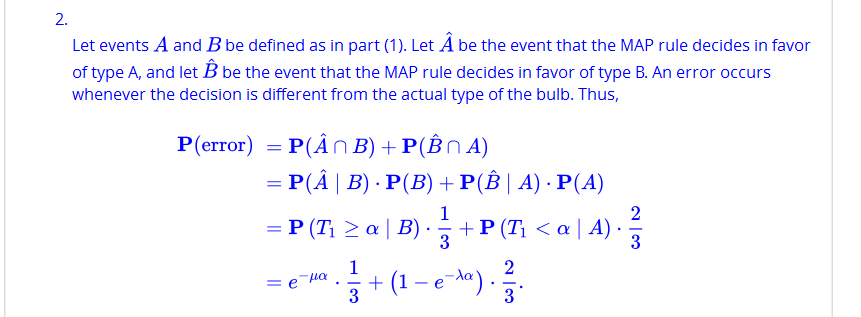 2.
Let events A and B be defined as in part (1). Let Â be the event that the MAP rule decides in favor
of type A, and let B̂ be the event that the MAP rule decides in favor of type B. An error occurs
whenever the decision is different from the actual type of the bulb. Thus,
P(error) = P(Â ∩ B) + P(B̂ ∩ A)
= P(Â | B) · P(B) + P(B̂ | A) · P(A)
= P (T₁ ≥ α | B) · 1/3 + P (T₁ < α | A) · 2/3
= e^{−μα} · 1/3 + (1 − e^{−λα}) · 2/3.